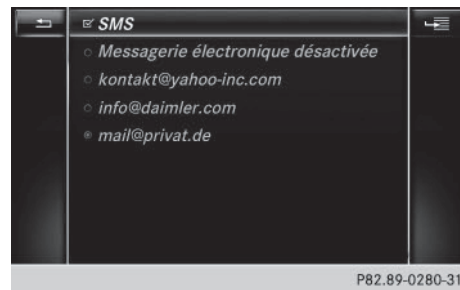 SMS
Messagerie électronique désactivée
kontakt@yahoo-inc.com
info@daimler.com
mail@privat.de
P82.89-0280-31